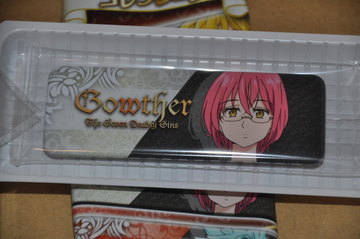 Gowther
The Seven Deadly Sins